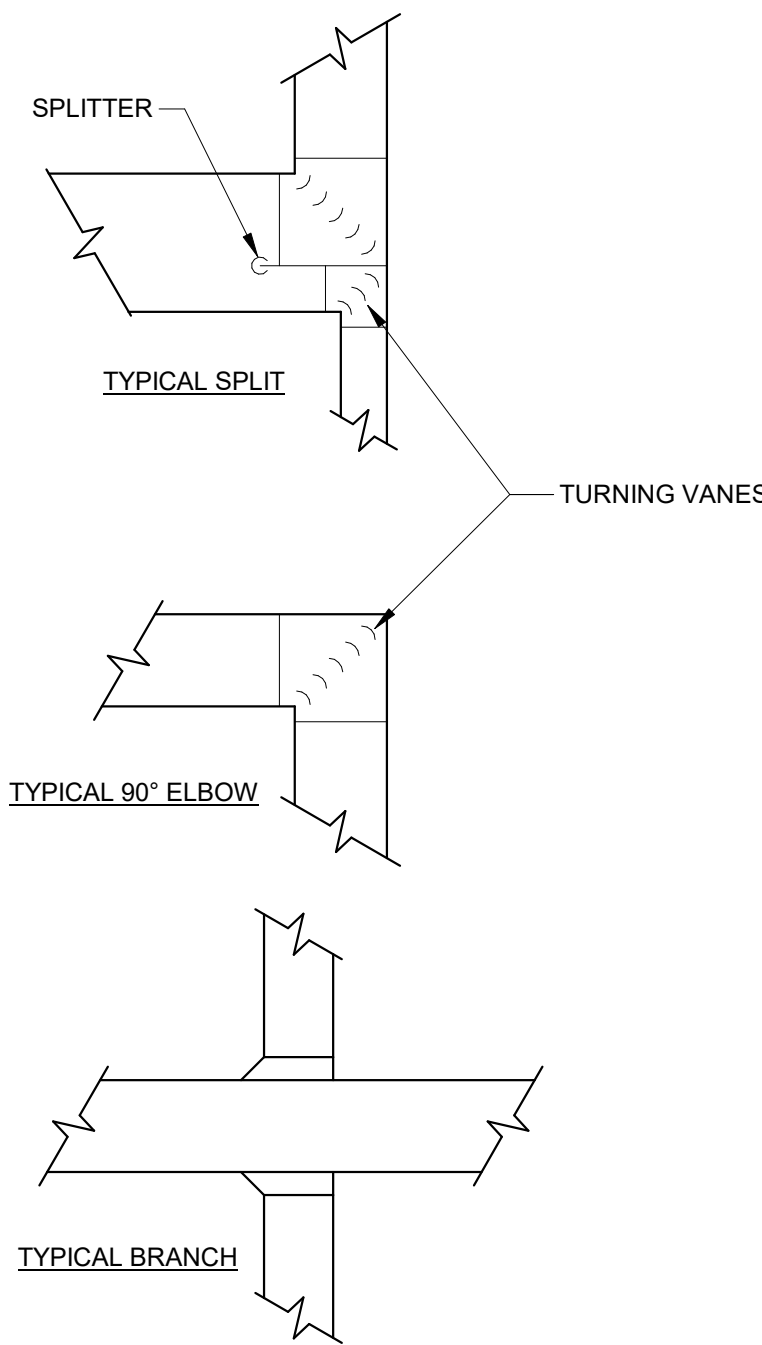 SPLITTER
TYPICAL SPLIT
TURNING VANES
TYPICAL 90° ELBOW
TYPICAL BRANCH